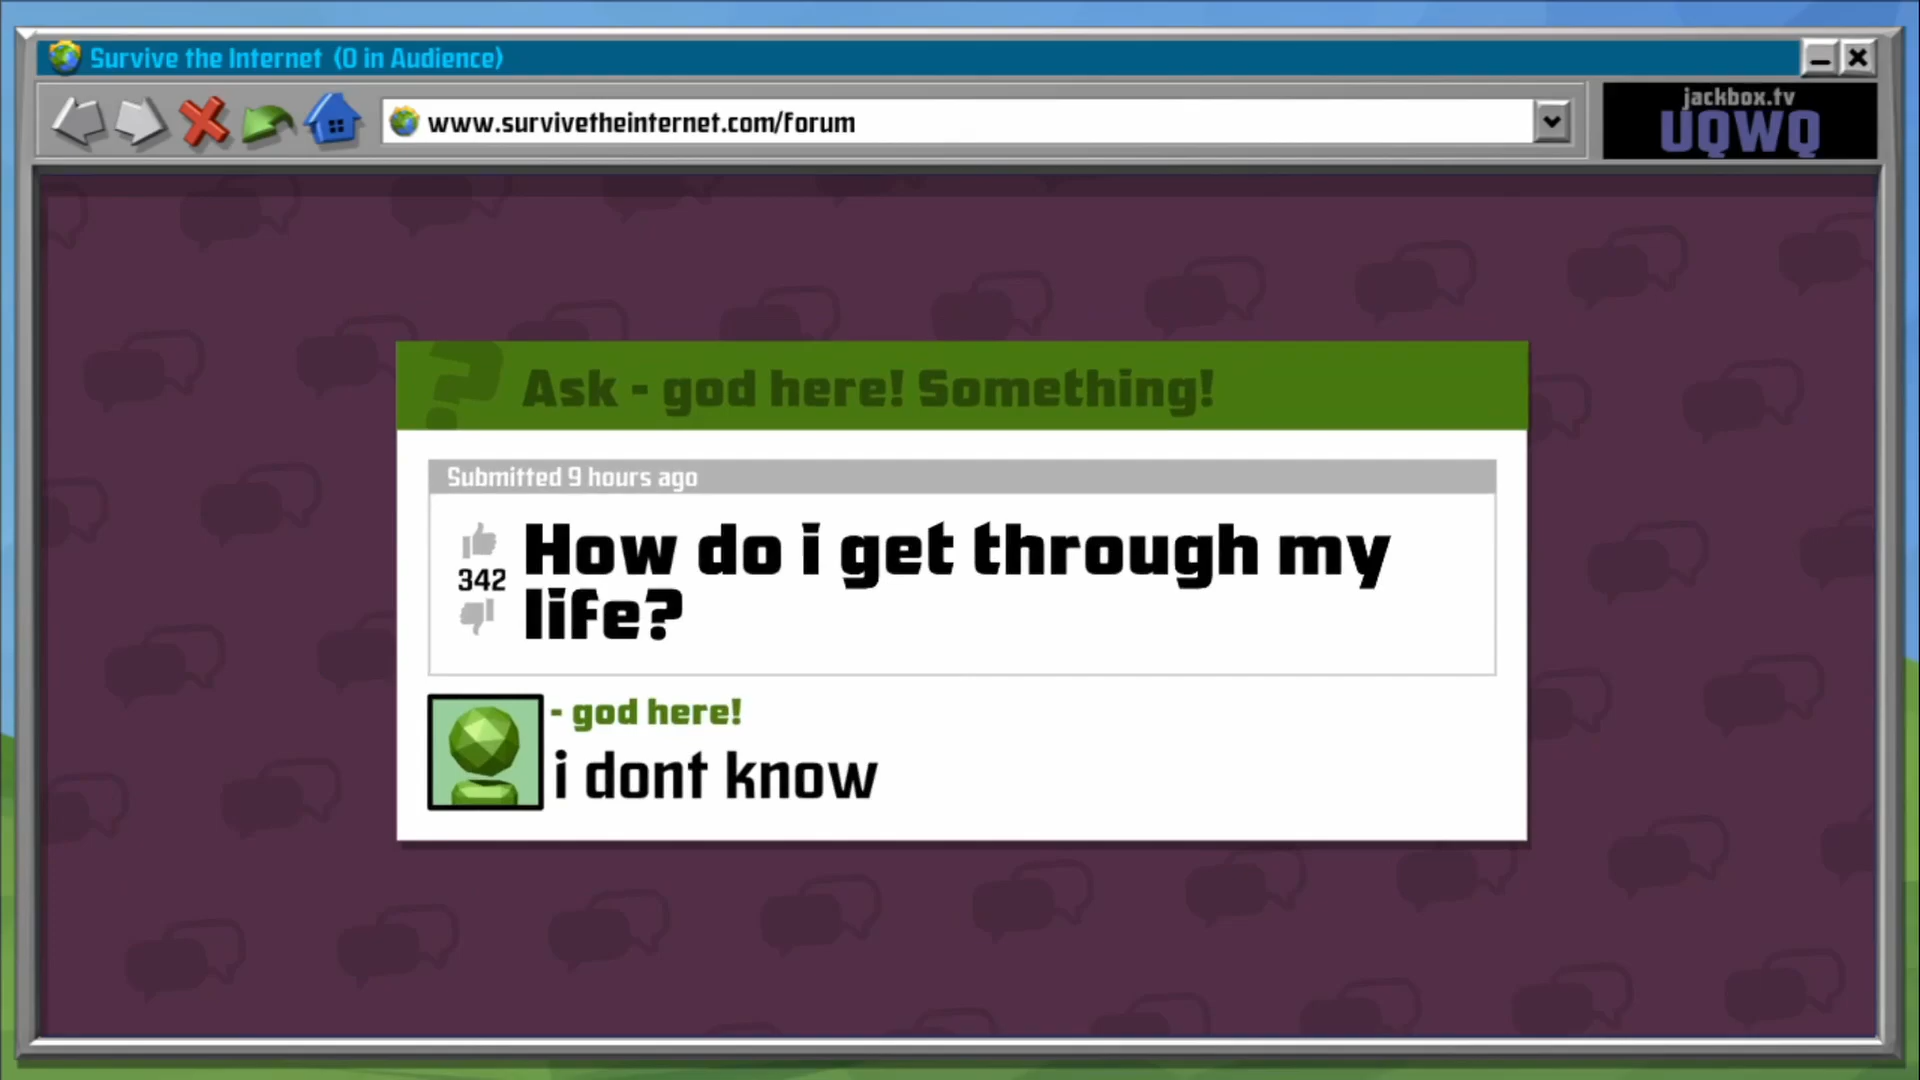 Survive the Internet (0 in Audience)
www.survivetheinternet.com/forum
jackbox.tv
UQWQ
Ask - god here! Something!
Submitted 9 hours ago
342
How do i get through my
life?
- god here!
i dont know